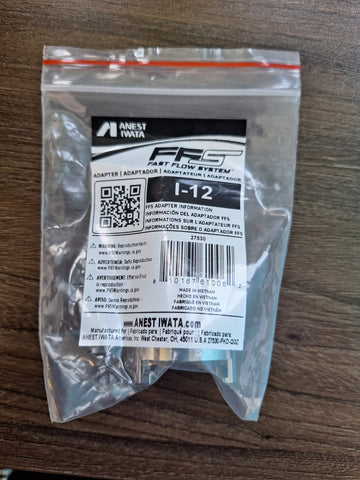 ANEST
IWATA
FFS
FAST FLOW SYSTEM
ADAPTER | ADAPTADOR | ADAPTATEUR | ADAPTADOR
I-12
FFS ADAPTER INFORMATION
INFORMACIÓN DEL ADAPTADOR FFS
INFORMATIONS SUR L'ADAPTATEUR FFS
INFORMAÇÕES SOBRE O ADAPTADOR FFS
27530
WARNING: Reproductive Harm -
www.P65Warnings.ca.gov
ADVERTENCIA: Daño Reproductivo -
www.P65Warnings.ca.gov
AVERTISSEMENT: Effet nocif sur
la reproduction -
www.P65Warnings.ca.gov
AVISO: Danos Reprodutivos -
www.P65Warnings.ca.gov
MADE IN VIETNAM
HECHO EN VIETNAM
FABRIQUÉ EN VIETNAM
FABRICADO NO VIETNAM
www.ANEST IWATA.com
Manufactured for | Fabricado para: | Fabriqué pour | Fabricado para:
ANEST IWATA Americas, Inc. West Chester, OH, 45011 U.S.A 27530-PKD-002